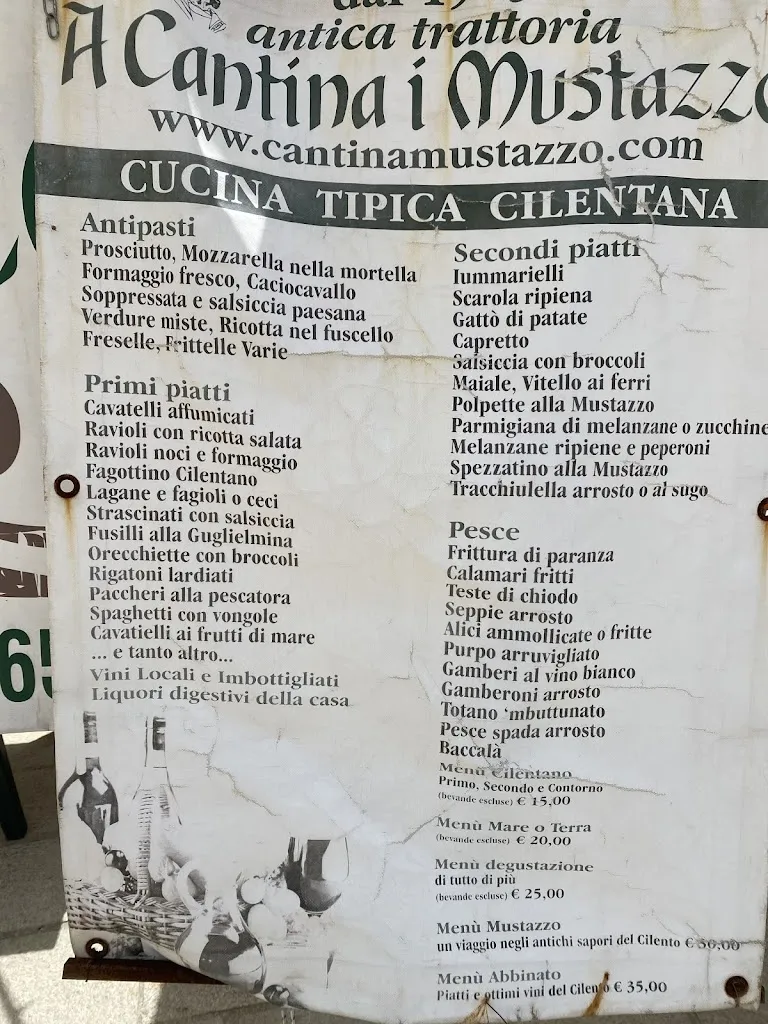 antica trattoria
A Cantina i Mustazzo
www.cantinamustazzo.com
CUCINA TIPICA CILENTANA
Antipasti
Prosciutto, Mozzarella nella mortella
Formaggio fresco, Caciocavallo
Soppressata e salsiccia paesana
Verdure miste, Ricotta nel fuscello
Freselle, Frittelle Varie
Primi piatti
Cavatelli affumicati
Ravioli con ricotta salata
Ravioli noci e formaggio
Fagottino Cilentano
Lagane e fagioli o ceci
Strascinati con salsiccia
Fusilli alla Guglielmina
Orecchiette con broccoli
Rigatoni lardiati
Paccheri alla pescatora
Spaghetti con vongole
Cavatielli ai frutti di mare
... e tanto altro...
Vini Locali e Imbottigliati
Liquori digestivi della casa
Secondi piatti
Iummarielli
Scarola ripiena
Gattò di patate
Capretto
Salsiccia con broccoli
Maiale, Vitello ai ferri
Polpette alla Mustazzo
Parmigiana di melanzane o zucchine
Melanzane ripiene e peperoni
Spezzatino alla Mustazzo
Tracchiulella arrosto o al sugo
Pesce
Frittura di paranza
Calamari fritti
Teste di chiodo
Seppie arrosto
Alici ammollicate o fritte
Purpo arruvigliato
Gamberi al vino bianco
Gamberoni arrosto
Totano ‘mbuttunato
Pesce spada arrosto
Baccalà
Menù Cilentano
Primo, Secondo e Contorno
(bevande escluse) € 15,00
Menù Mare o Terra
(bevande escluse) € 20,00
Menù degustazione
di tutto di più
(bevande escluse) € 25,00
Menù Mustazzo
un viaggio negli antichi sapori del Cilento € 30,00
Menù Abbinato
Piatti e ottimi vini del Cilento € 35,00
65